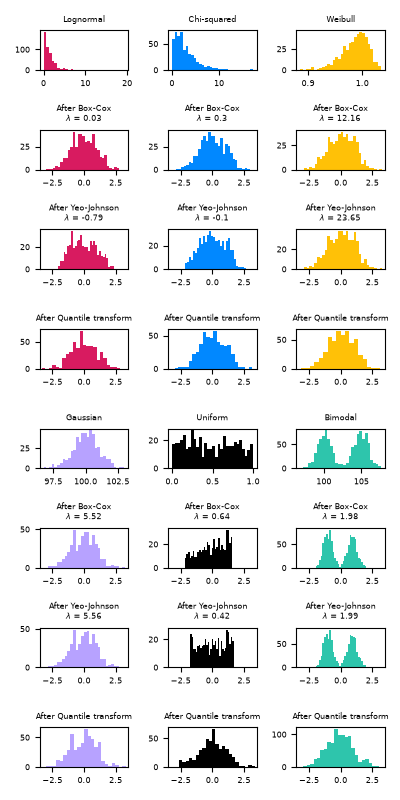 Lognormal Chi-squared Weibull
100 50 25
0 0 0
0 10 20 0 10 0.9 1.0
After Box-Cox After Box-Cox After Box-Cox
λ = 0.03 λ = 0.3 λ = 12.16
25 25 25
0 0 0
−2.5 0.0 2.5 −2.5 0.0 2.5 −2.5 0.0 2.5
After Yeo-Johnson After Yeo-Johnson After Yeo-Johnson
λ = -0.79 λ = -0.1 λ = 23.65
20 25 20
0 0 0
−2.5 0.0 2.5 −2.5 0.0 2.5 −2.5 0.0 2.5
After Quantile transform After Quantile transform After Quantile transform
50 50 50
0 0 0
−2.5 0.0 2.5 −2.5 0.0 2.5 −2.5 0.0 2.5
Gaussian Uniform Bimodal
25 20 50
0 0 0
97.5 100.0 102.5 0.0 0.5 1.0 100 105
After Box-Cox After Box-Cox After Box-Cox
λ = 5.52 λ = 0.64 λ = 1.98
50 20 50
0 0 0
−2.5 0.0 2.5 −2.5 0.0 2.5 −2.5 0.0 2.5
After Yeo-Johnson After Yeo-Johnson After Yeo-Johnson
λ = 5.56 λ = 0.42 λ = 1.99
50 20 50
0 0 0
−2.5 0.0 2.5 −2.5 0.0 2.5 −2.5 0.0 2.5
After Quantile transform After Quantile transform After Quantile transform
50 50 100
0 0 0
−2.5 0.0 2.5 −2.5 0.0 2.5 −2.5 0.0 2.5